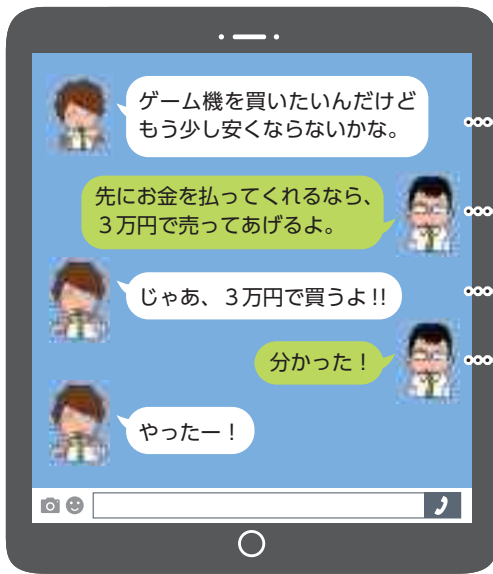 ゲーム機を買いたいんだけど
もう少し安くならないかな。
先にお金を払ってくれるなら、
３万円で売ってあげるよ。
じゃあ、３万円で買うよ!!
分かった！
やったー！